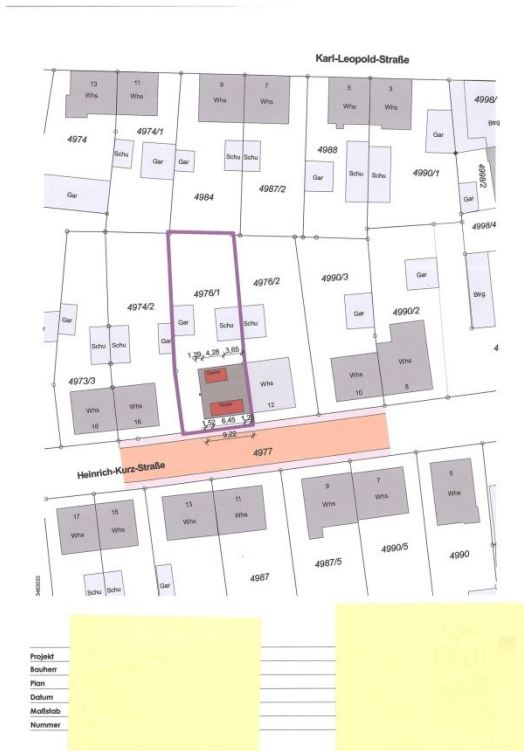 Karl-Leopold-Straße
13 11 9 7 5 3
Whs Whs Whs Whs Whs Whs
4998/
Btrg
4974 4974/1 4988 Gar
Schu Gar Gar Schu Schu Gar Schu Schu 4990/1 4998/2
Gar 4984 4987/2 Gar
4998/4
4976/1 4976/2 4990/3 Gar
4974/2 Btrg
Gar Gar Gar Schu Schu Gar 4990/2
Schu Schu
1,29 4,28 3,65
4973/3 Whs Whs Whs
Whs Whs 12 10 8
18 16
1,52 6,45 1,25
9,22
4977
Heinrich-Kurz-Straße
17 15 13 11 9 7 5
Whs Whs Whs Whs Whs Whs Whs
4987 4987/5 4990/5 4990
Schu Schu Gar
Projekt
Bauherr
Plan
Datum
Maßstab
Nummer